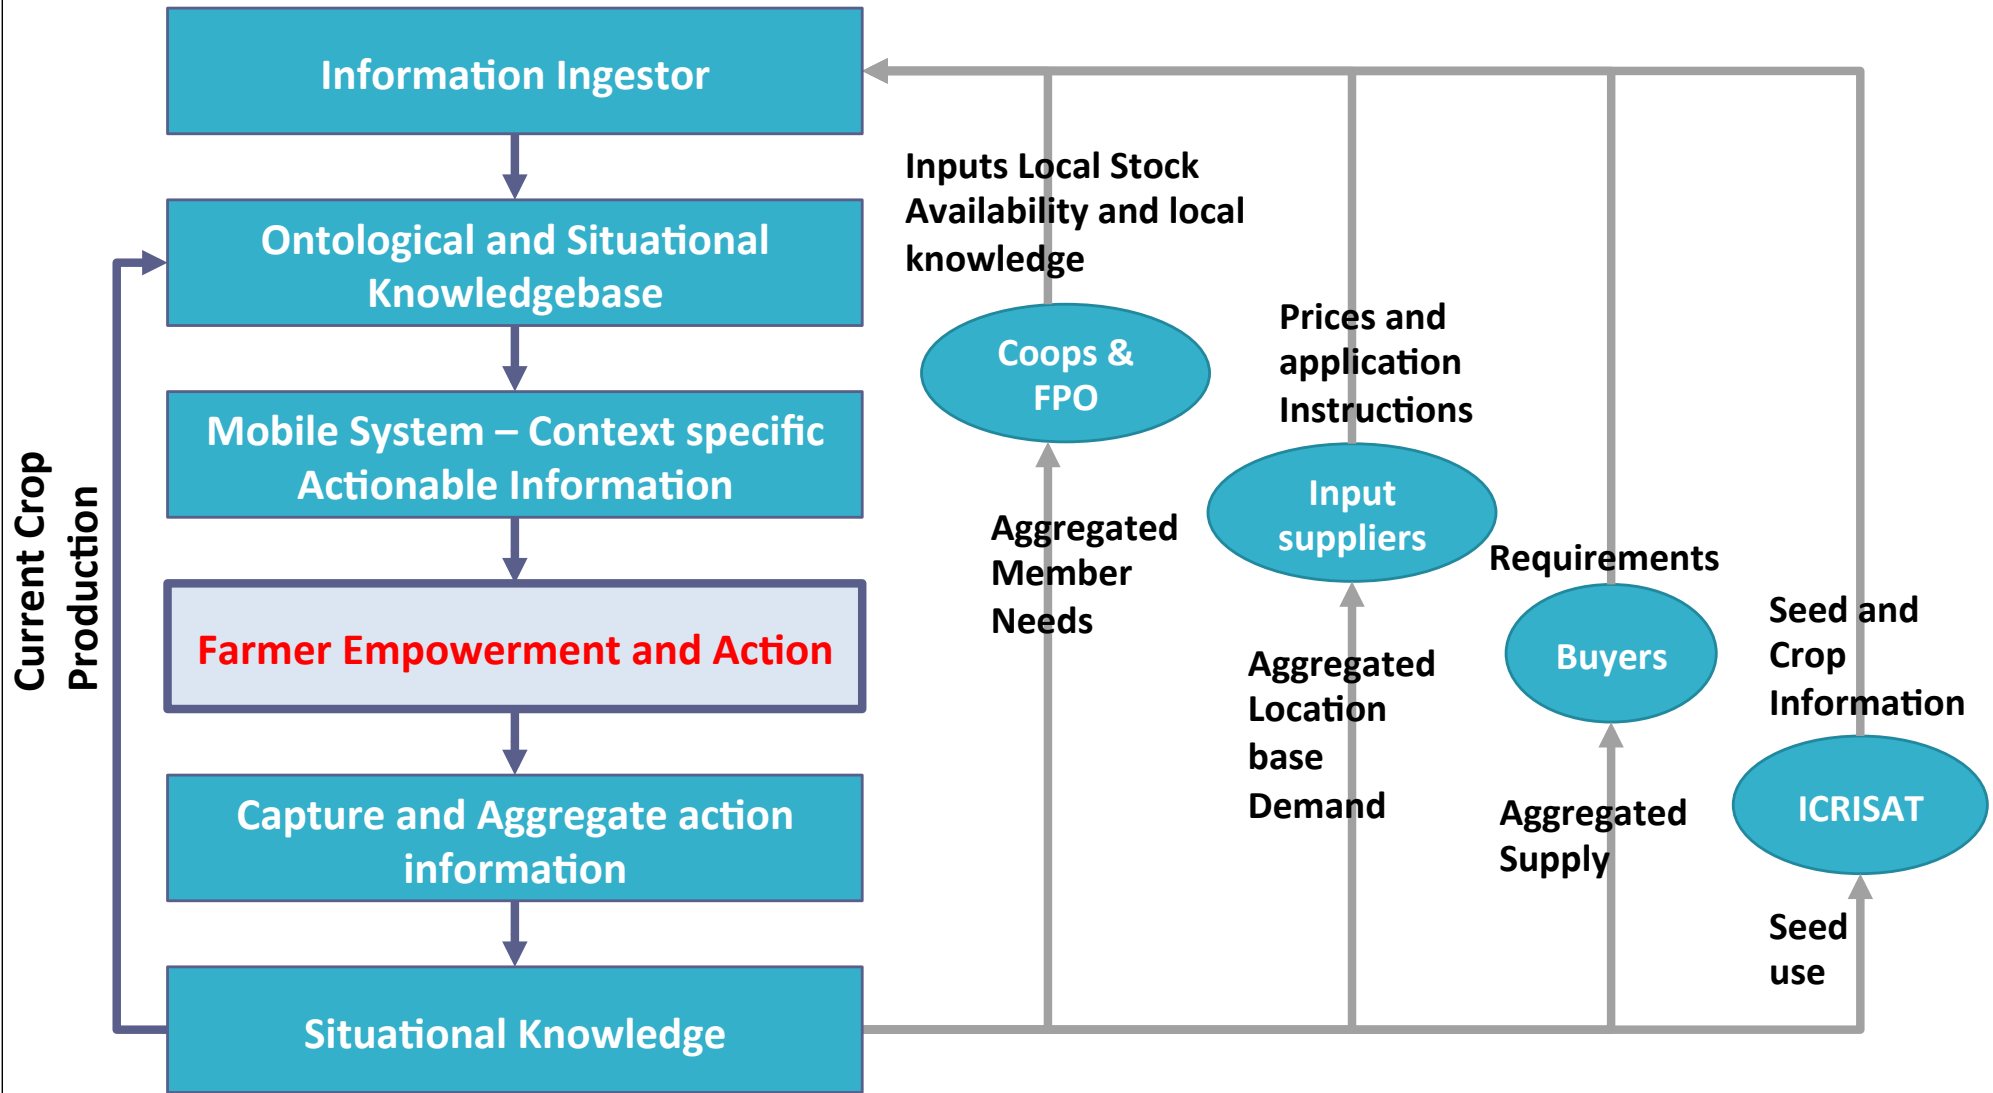 Information Ingestor
Ontological and Situational
Knowledgebase
Mobile System – Context specific
Actionable Information
Farmer Empowerment and Action
Capture and Aggregate action
information
Situational Knowledge
Current Crop
Production
Inputs Local Stock
Availability and local
knowledge
Coops &
FPO
Aggregated
Member
Needs
Prices and
application
Instructions
Input
suppliers
Aggregated
Location
base
Demand
Requirements
Buyers
Aggregated
Supply
Seed and
Crop
Information
ICRISAT
Seed
use